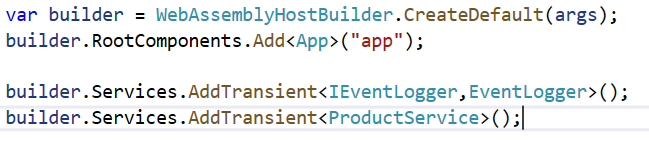 var builder = WebAssemblyHostBuilder.CreateDefault(args);
builder.RootComponents.Add<App>("app");
builder.Services.AddTransient<IEventLogger,EventLogger>();
builder.Services.AddTransient<ProductService>();